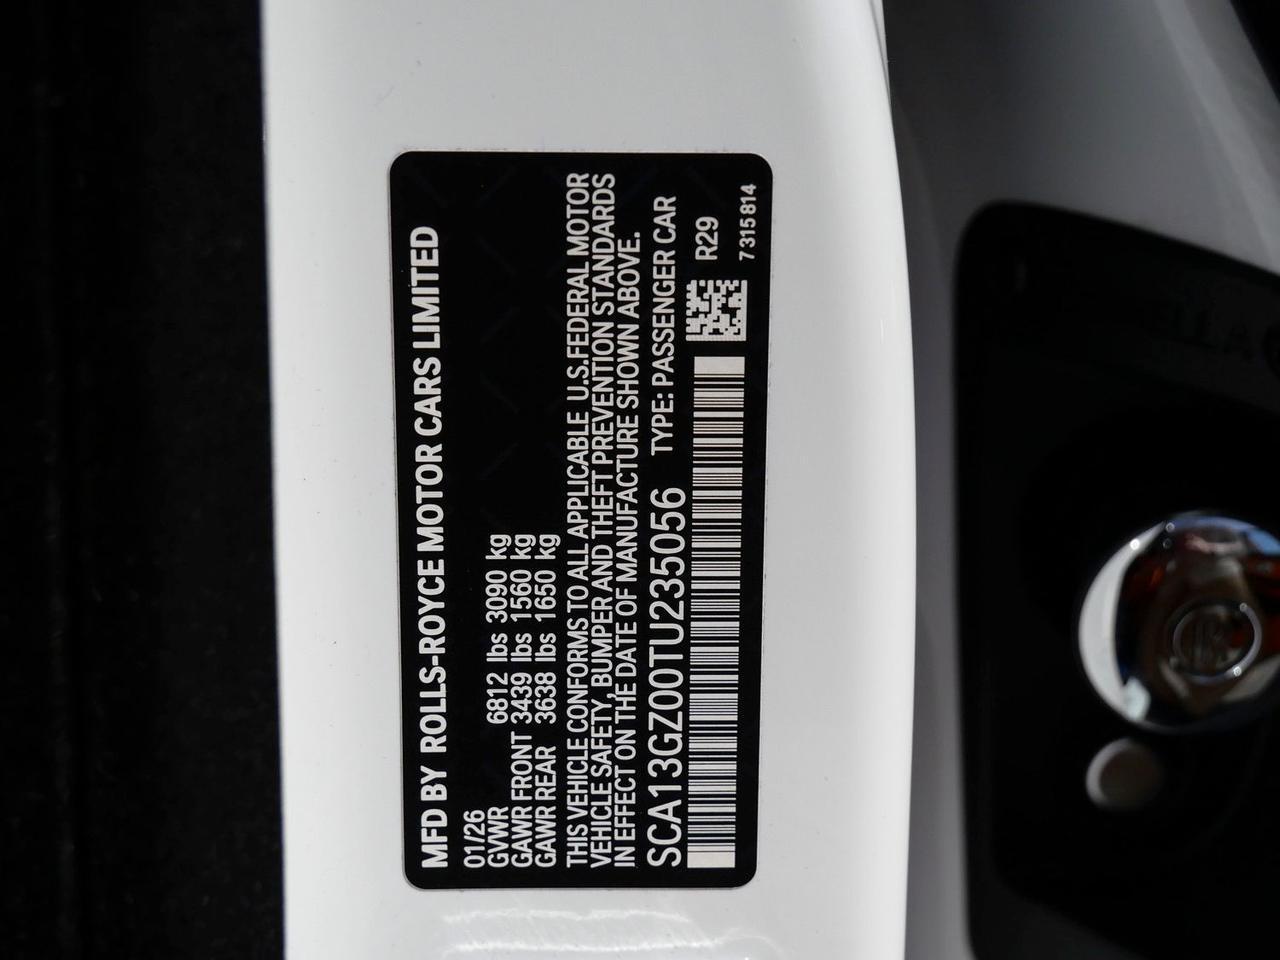 MFD BY ROLLS-ROYCE MOTOR CARS LIMITED
01/26
GVWR 6812 lbs 3090 kg
GAWR FRONT 3439 lbs 1560 kg
GAWR REAR 3638 lbs 1650 kg
THIS VEHICLE CONFORMS TO ALL APPLICABLE U.S.FEDERAL MOTOR
VEHICLE SAFETY, BUMPER AND THEFT PREVENTION STANDARDS
IN EFFECT ON THE DATE OF MANUFACTURE SHOWN ABOVE.
SCA13GZ00TU235056 TYPE: PASSENGER CAR
R29
7 315 814
RR